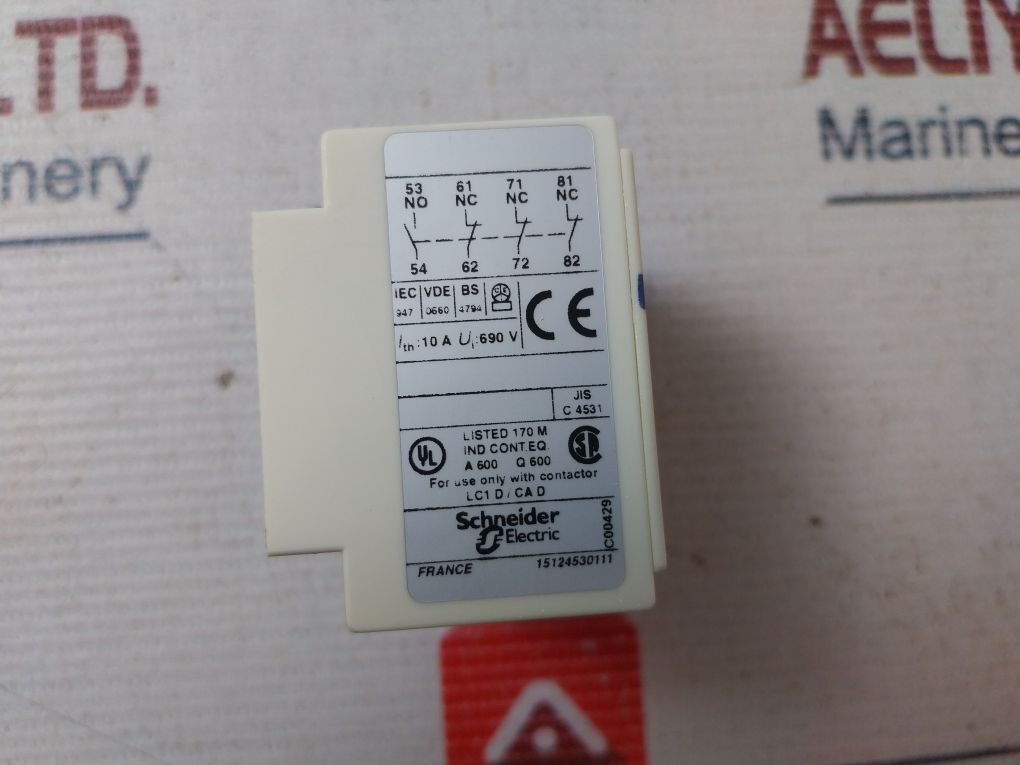 LTD.
AELIY
nery
Marine
53 61 71 81
NO NC NC NC
54 62 72 82
IEC VDE BS
947 0660 4794
CE
Ith:10 A Ui:690 V
JIS
C 4531
UL
LISTED 170 M
IND CONT.EQ.
A 600 Q 600
For use only with contactor
LC1 D / CA D
Schneider
Electric
C00429
FRANCE 15124530111